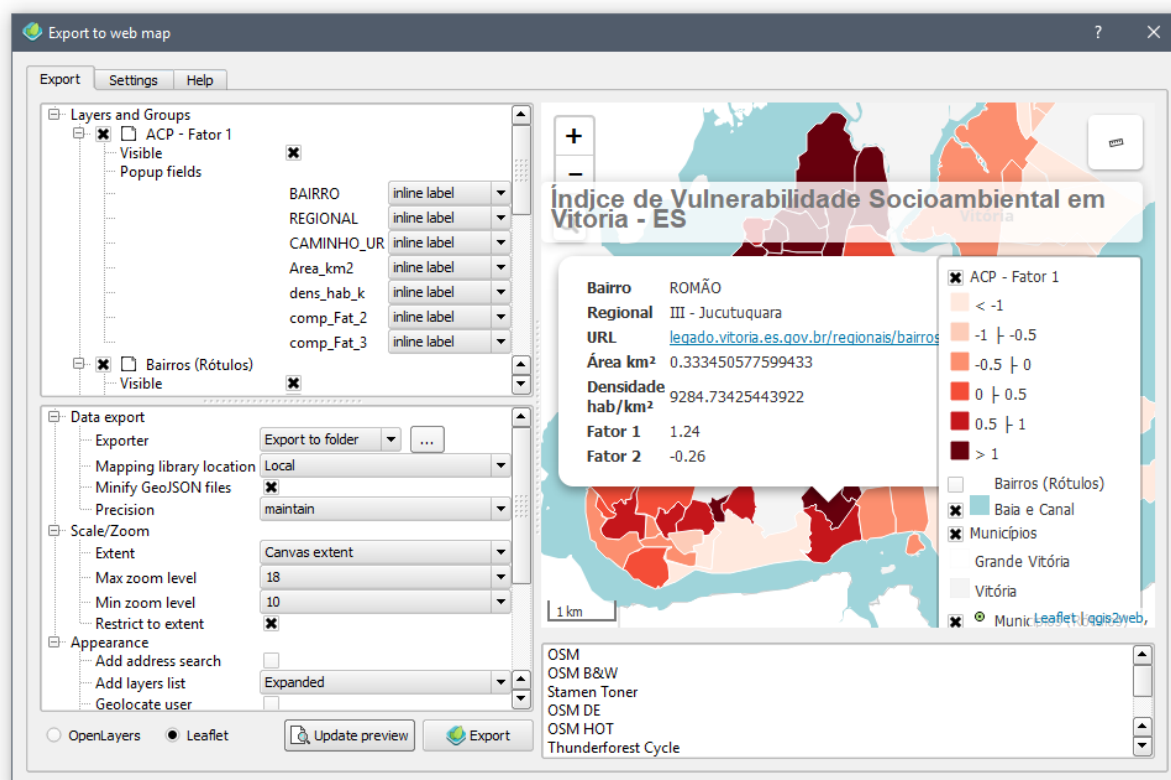 Export to web map
?
Export
Settings
Help
Layers and Groups
ACP - Fator 1
Visible
Popup fields
BAIRRO inline label
REGIONAL inline label
CAMINHO_UR inline label
Area_km2 inline label
dens_hab_k inline label
comp_Fat_2 inline label
comp_Fat_3 inline label
Bairros (Rótulos)
Visible
Data export
Exporter Export to folder ...
Mapping library location Local
Minify GeoJSON files
Precision maintain
Scale/Zoom
Extent Canvas extent
Max zoom level 18
Min zoom level 10
Restrict to extent
Appearance
Add address search
Add layers list Expanded
Geolocate user
OpenLayers
Leaflet
Update preview
Export
+
−
Índice de Vulnerabilidade Socioambiental em
Vitória - ES
Vitória
Bairro ROMÃO
Regional III - Jucutuquara
URL legado.vitoria.es.gov.br/regionais/bairros
Área km² 0.333450577599433
Densidade
hab/km² 9284.73425443922
Fator 1 1.24
Fator 2 -0.26
ACP - Fator 1
< -1
-1 ├ -0.5
-0.5 ├ 0
0 ├ 0.5
0.5 ├ 1
> 1
Bairros (Rótulos)
Baia e Canal
Municípios
Grande Vitória
Vitória
Leaflet | qgis2web,
1 km
OSM
OSM B&W
Stamen Toner
OSM DE
OSM HOT
Thunderforest Cycle